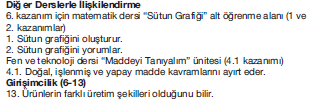 Diğer Derslerle İlişkilendirme
6. kazanım için matematik dersi “Sütun Grafiği” alt öğrenme alanı (1 ve
2. kazanımlar)
1. Sütun grafiğini oluşturur.
2. Sütun grafiğini yorumlar.
Fen ve teknoloji dersi “Maddeyi Tanıyalım” ünitesi (4.1 kazanımı)
4.1. Doğal, işlenmiş ve yapay madde kavramlarını ayırt eder.
Girişimcilik (6-13)
13. Ürünlerin farklı üretim şekilleri olduğunu bilir.